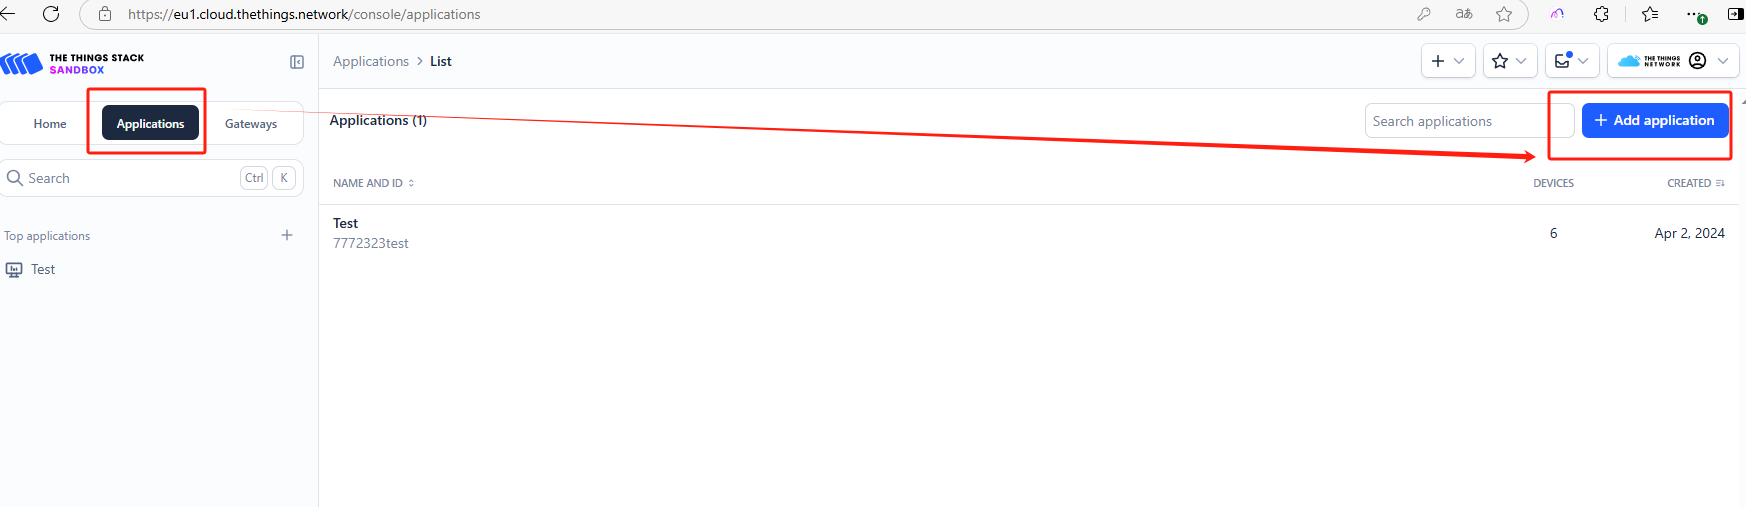 https://eu1.cloud.thethings.network/console/applications
THE THINGS STACK
SANDBOX
Applications > List
THE THINGS
NETWORK
Home
Applications
Gateways
Applications (1)
Search applications
+ Add application
Search
Ctrl
K
NAME AND ID
DEVICES
CREATED
Test
7772323test
6
Apr 2, 2024
Top applications
Test